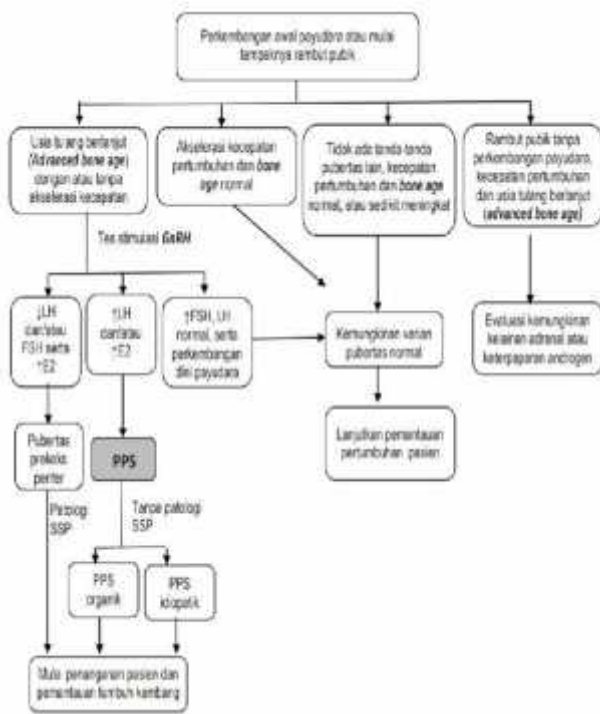 Perkembangan awal payudara atau mulai
tampaknya rambut pubik
Usia tulang berlanjut
(Advanced bone age)
dengan atau tanpa
akselerasi kecepatan
Akselerasi kecepatan
pertumbuhan dan bone
age normal
Tidak ada tanda-tanda
pubertas lain, kecepatan
pertumbuhan dan bone age
normal, atau sedikit meningkat
Rambut pubik tanpa
perkembangan payudara,
kecepatan pertumbuhan
dan usia tulang berlanjut
(advanced bone age)
Tes stimulasi GnRH
↓LH
dan/atau
FSH serta
↑E2
↑LH
dan/atau
↑E2
↑FSH, LH
normal, serta
perkembangan
dini payudara
Kemungkinan varian
pubertas normal
Evaluasi kemungkinan
kelainan adrenal atau
keterpaparan androgen
Pubertas
prekoks
perifer
PPS
Lanjutkan pemantauan
pertumbuhan pasien
Patologi
SSP
Tanpa patologi
SSP
PPS
organik
PPS
idiopatik
Mulai penanganan pasien dan
pemantauan tumbuh kembang